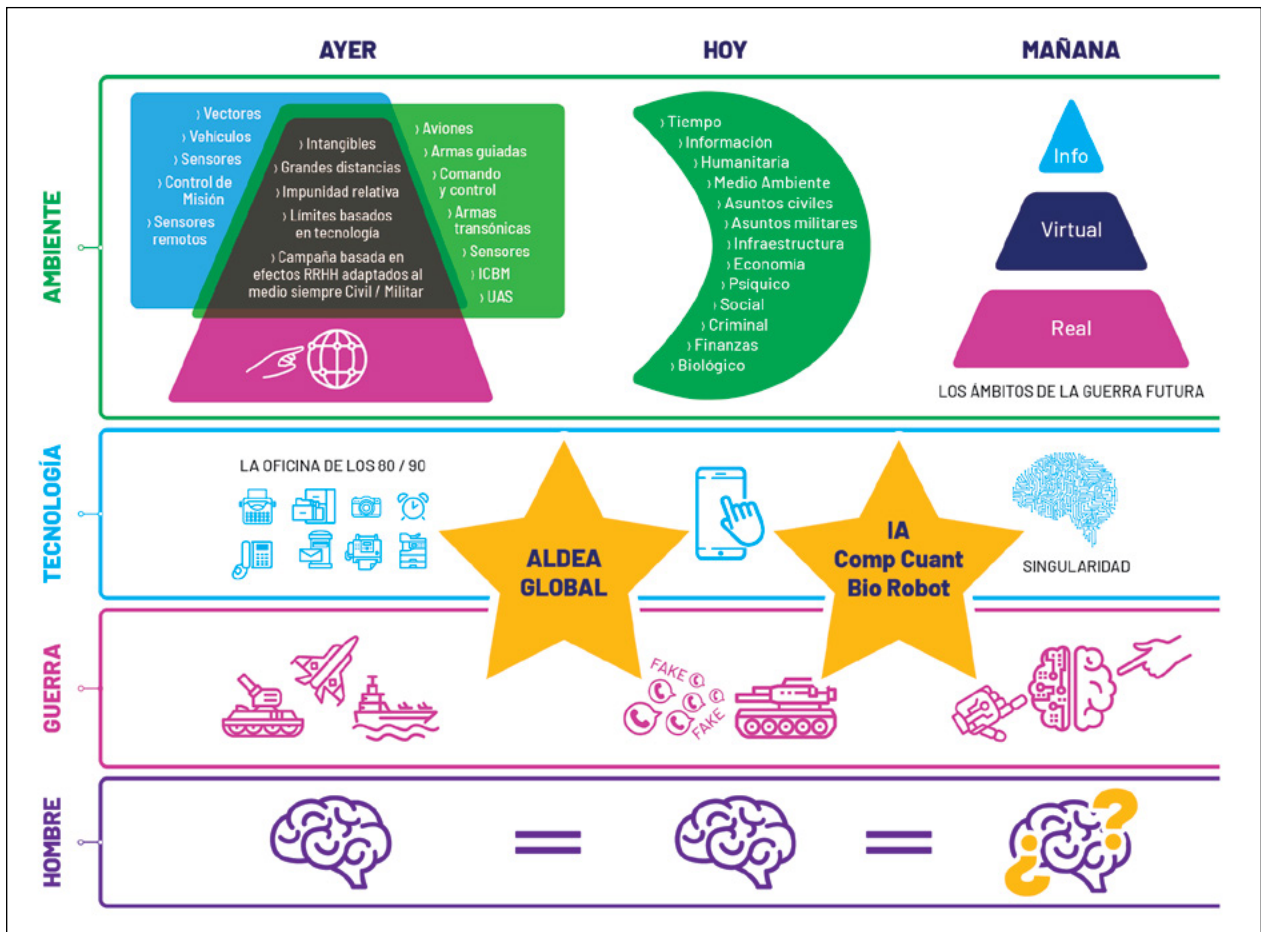 AYER
HOY
MAÑANA
AMBIENTE
› Vectores
› Vehículos
› Sensores
› Control de
Misión
› Sensores
remotos
› Intangibles
› Grandes distancias
› Impunidad relativa
› Límites basados
en tecnología
› Campaña basada en
efectos RRHH adaptados al
medio siempre Civil / Militar
› Aviones
› Armas guiadas
› Comando
y control
› Armas
transónicas
› Sensores
› ICBM
› UAS
› Tiempo
› Información
› Humanitaria
› Medio Ambiente
› Asuntos civiles
› Asuntos militares
› Infraestructura
› Economía
› Psíquico
› Social
› Criminal
› Finanzas
› Biológico
Info
Virtual
Real
LOS ÁMBITOS DE LA GUERRA FUTURA
TECNOLOGÍA
LA OFICINA DE LOS 80 / 90
ALDEA
GLOBAL
IA
Comp Cuant
Bio Robot
SINGULARIDAD
GUERRA
FAKE
FAKE
HOMBRE
=
=
¿?